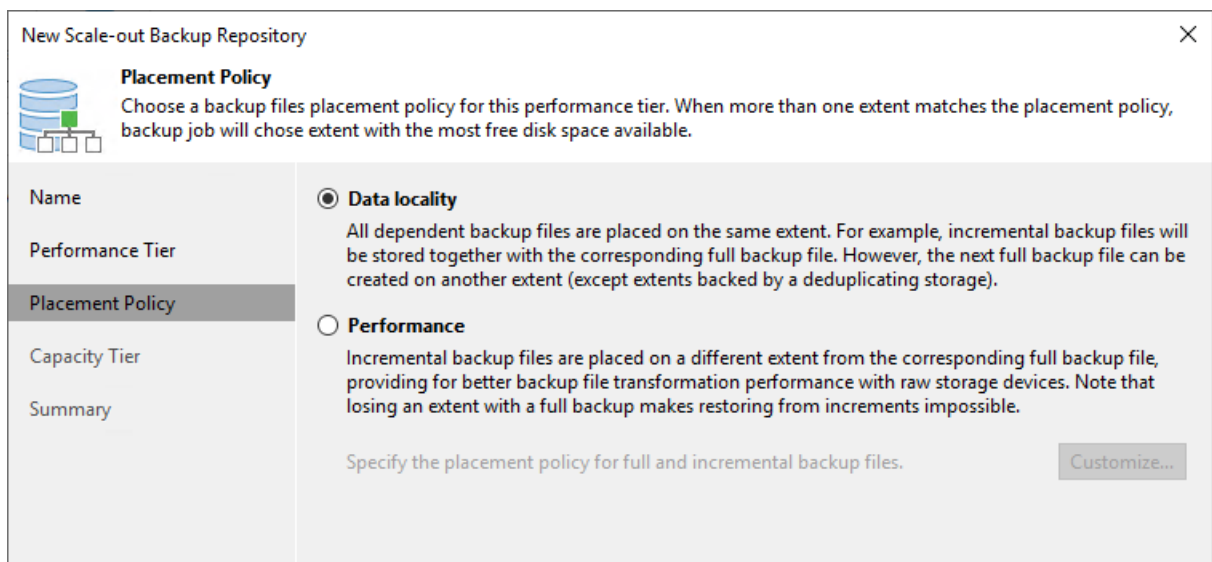 New Scale-out Backup Repository
Placement Policy
Choose a backup files placement policy for this performance tier. When more than one extent matches the placement policy,
backup job will chose extent with the most free disk space available.
Name
Performance Tier
Placement Policy
Capacity Tier
Summary
Data locality
All dependent backup files are placed on the same extent. For example, incremental backup files will
be stored together with the corresponding full backup file. However, the next full backup file can be
created on another extent (except extents backed by a deduplicating storage).
Performance
Incremental backup files are placed on a different extent from the corresponding full backup file,
providing for better backup file transformation performance with raw storage devices. Note that
losing an extent with a full backup makes restoring from increments impossible.
Specify the placement policy for full and incremental backup files.
Customize...